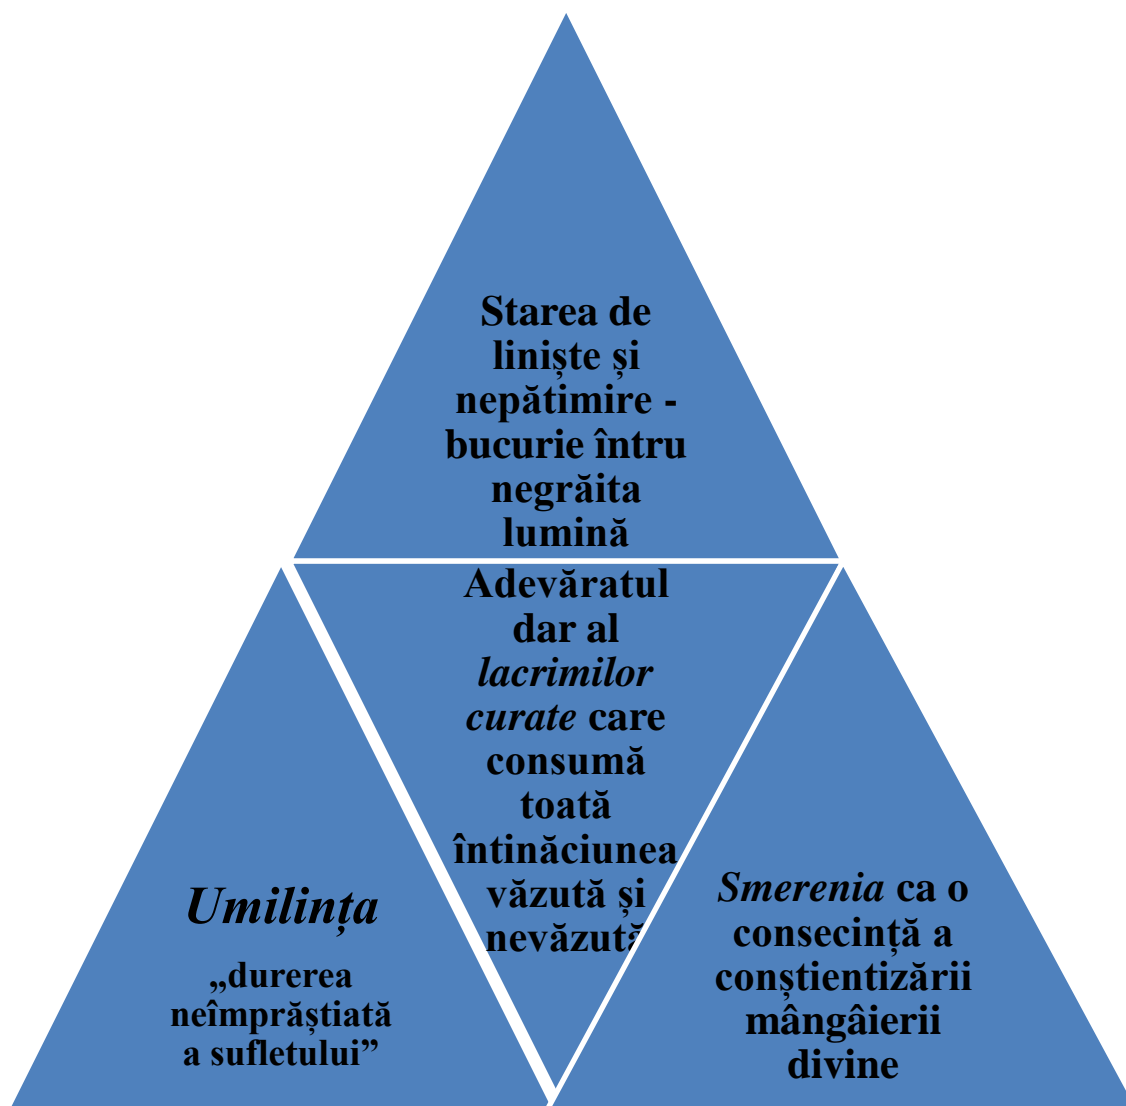 Starea de
liniște și
nepătimire -
bucurie întru
negrăita
lumină
Adevăratul
dar al
lacrimilor
curate care
consumă
toată
întinăciunea
văzută și
nevăzută
Umilința
„durerea
neîmprăștiată
a sufletului”
Smerenia ca o
consecință a
conștientizării
mângâierii
divine